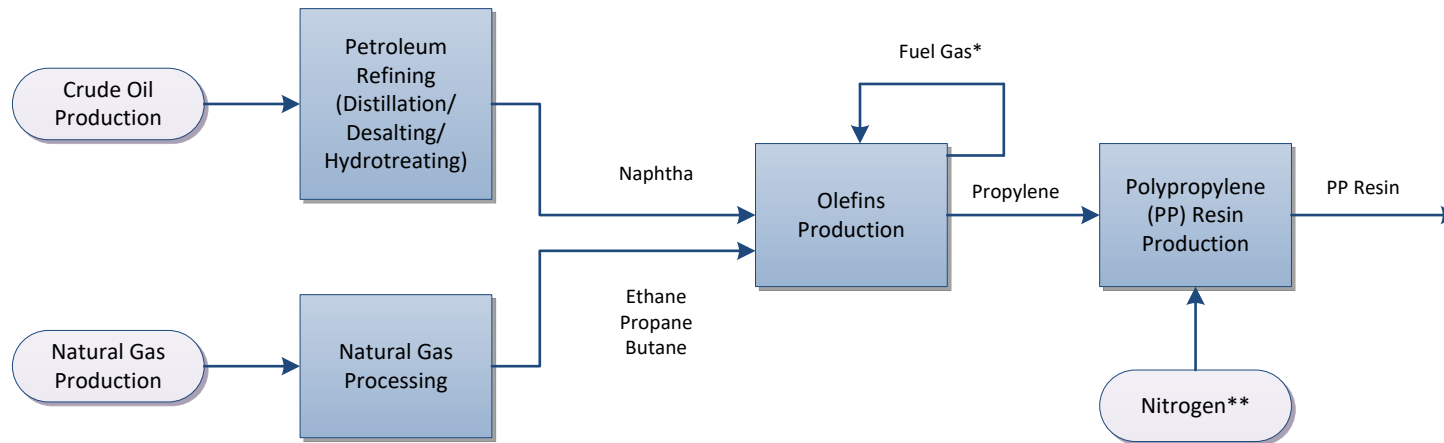 Crude Oil
Production
Petroleum
Refining
(Distillation/
Desalting/
Hydrotreating)
Naphtha
Fuel Gas*
Olefins
Production
Propylene
Polypropylene
(PP) Resin
Production
PP Resin
Natural Gas
Production
Natural Gas
Processing
Ethane
Propane
Butane
Nitrogen**